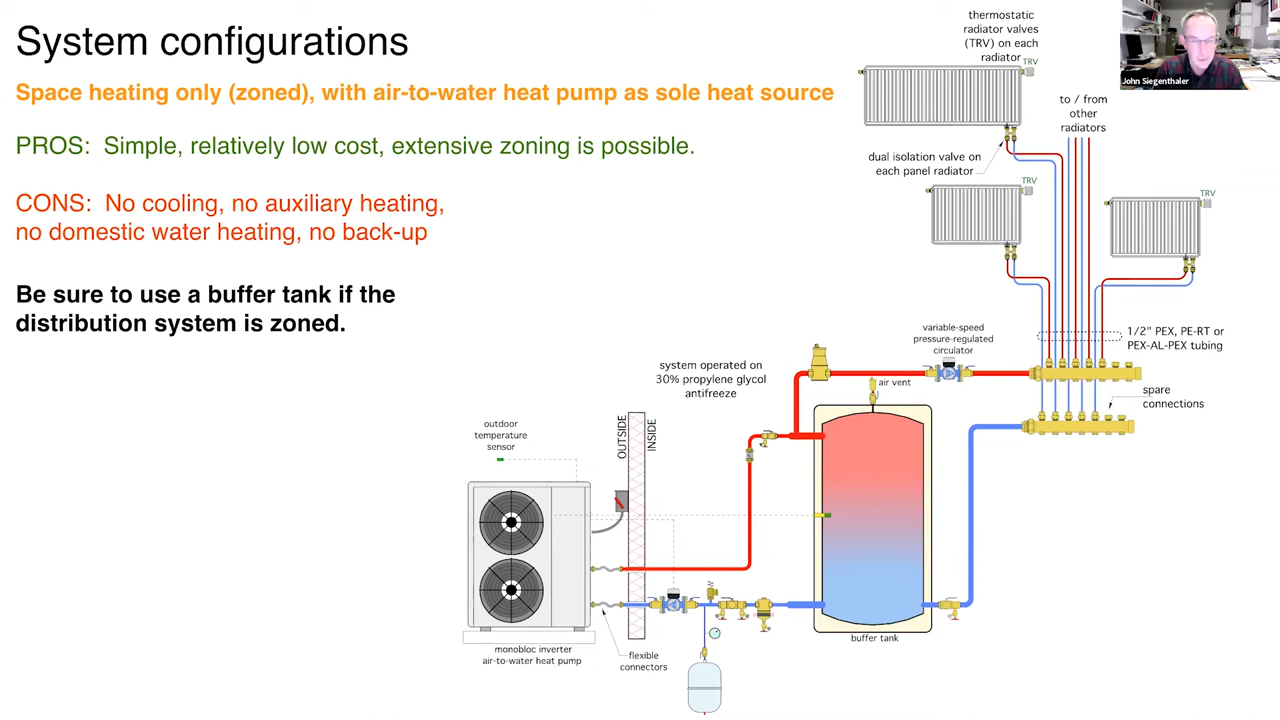 System configurations
Space heating only (zoned), with air-to-water heat pump as sole heat source
PROS:  Simple, relatively low cost, extensive zoning is possible.
CONS:  No cooling, no auxiliary heating,
no domestic water heating, no back-up
Be sure to use a buffer tank if the
distribution system is zoned.
thermostatic
radiator valves
(TRV) on each
radiator
TRV
John Siegenthaler
to / from
other
radiators
dual isolation valve on
each panel radiator
TRV
TRV
variable-speed
pressure-regulated
circulator
1/2" PEX, PE-RT or
PEX-AL-PEX tubing
system operated on
30% propylene glycol
antifreeze
air vent
spare
connections
outdoor
temperature
sensor
OUTSIDE
INSIDE
buffer tank
monobloc inverter
air-to-water heat pump
flexible
connectors